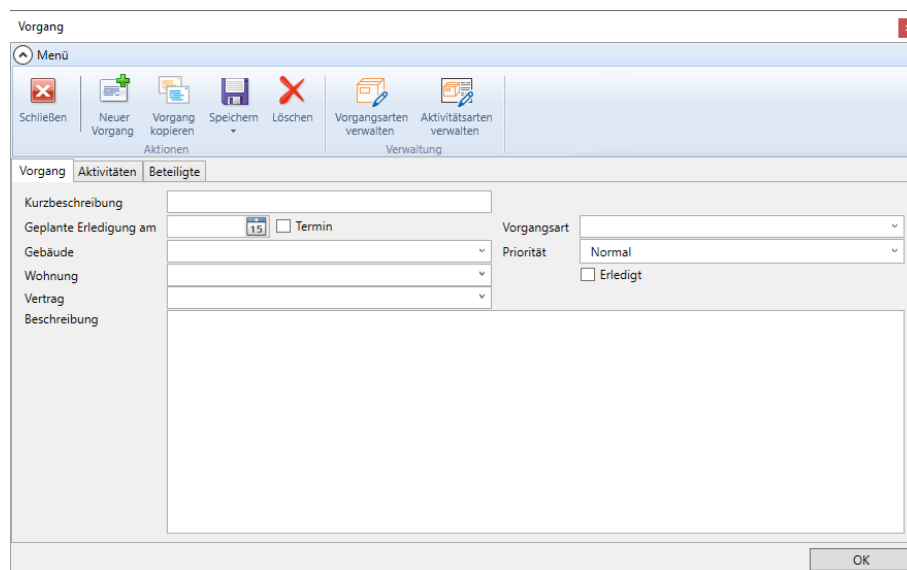 Vorgang
Menü
Schließen
Neuer Vorgang
Vorgang kopieren
Speichern
Löschen
Vorgangsarten verwalten
Aktivitätsarten verwalten
Aktionen
Verwaltung
Vorgang Aktivitäten Beteiligte
Kurzbeschreibung
Geplante Erledigung am 15 Termin Vorgangsart
Gebäude Priorität Normal
Wohnung Erledigt
Vertrag
Beschreibung
OK